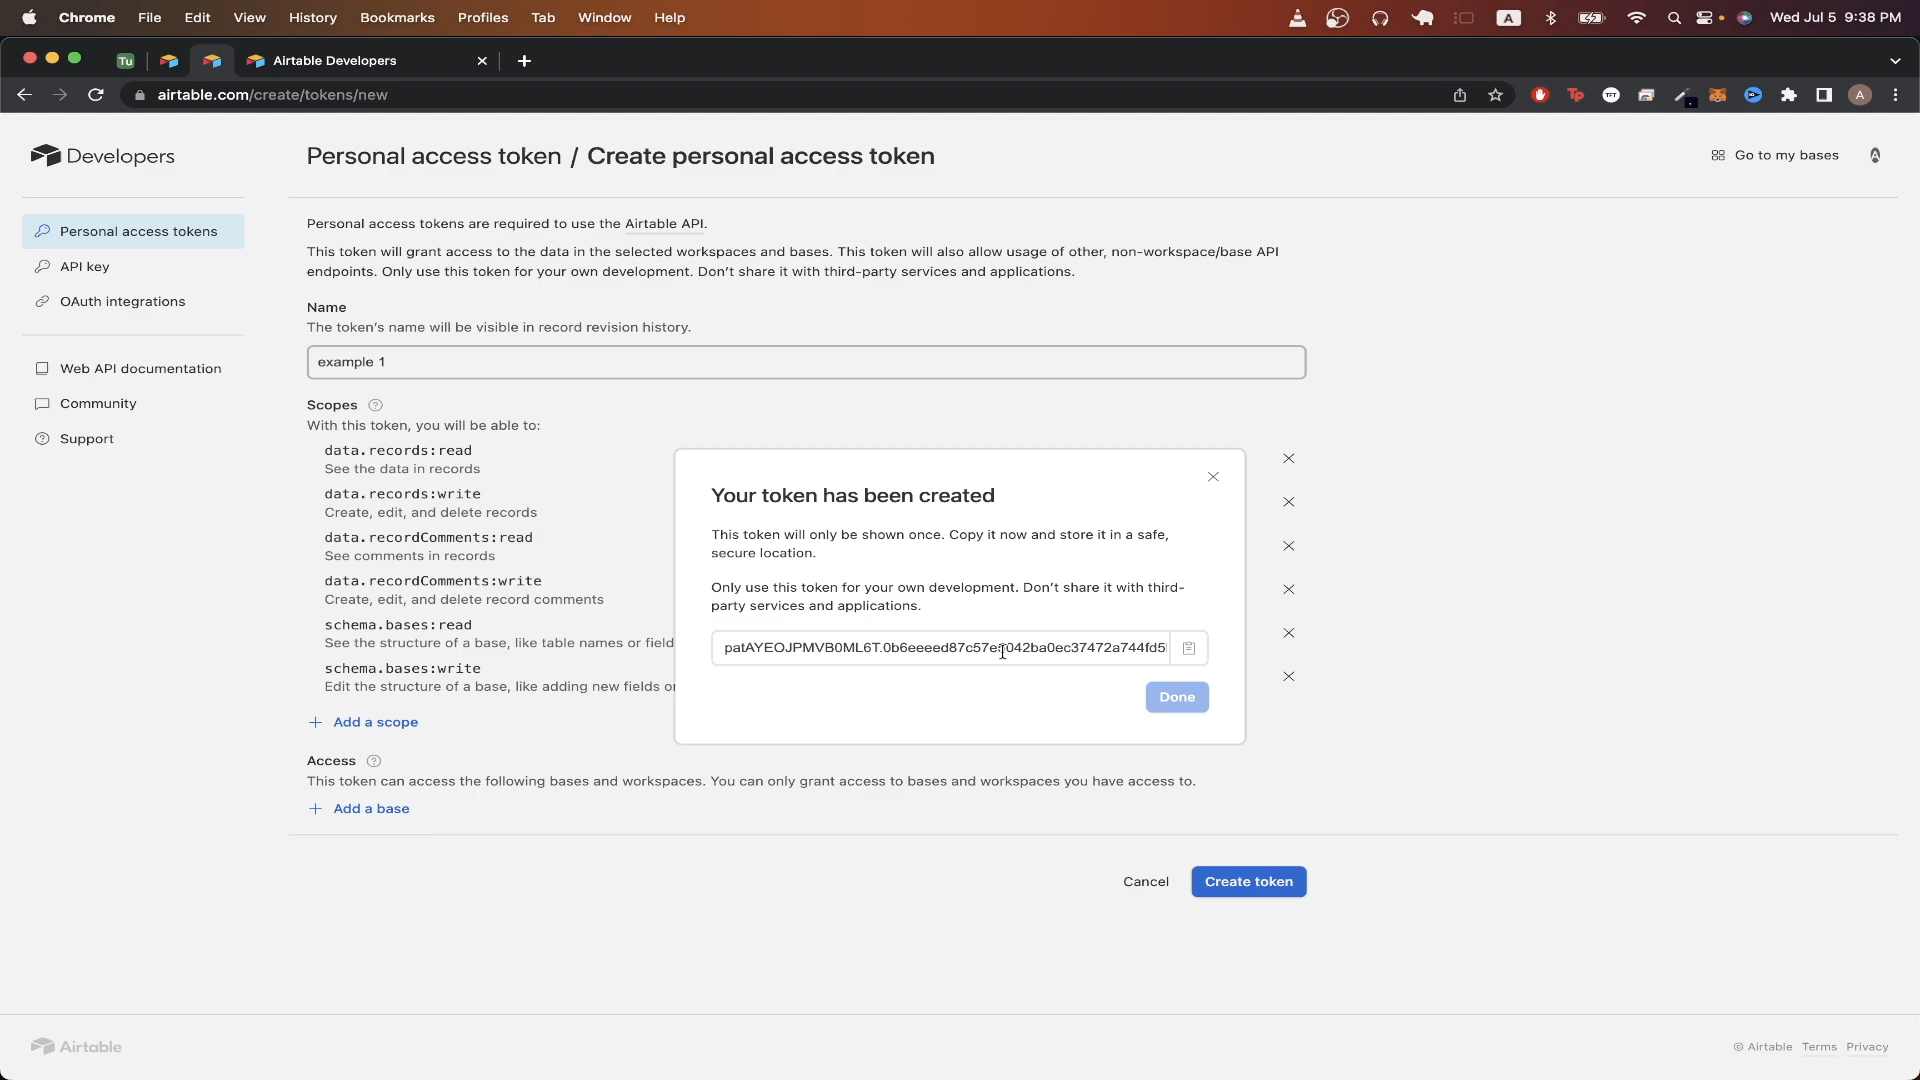 Chrome File Edit View History Bookmarks Profiles Tab Window Help
A
Wed Jul 5 9:38 PM
Tu
Airtable Developers
airtable.com/create/tokens/new
A
Developers
Personal access token / Create personal access token
Go to my bases
A
Personal access tokens
API key
OAuth integrations
Web API documentation
Community
Support
Personal access tokens are required to use the Airtable API.
This token will grant access to the data in the selected workspaces and bases. This token will also allow usage of other, non-workspace/base API
endpoints. Only use this token for your own development. Don't share it with third-party services and applications.
Name
The token's name will be visible in record revision history.
example 1
Scopes
With this token, you will be able to:
data.records:read
See the data in records
data.records:write
Create, edit, and delete records
data.recordComments:read
See comments in records
data.recordComments:write
Create, edit, and delete record comments
schema.bases:read
See the structure of a base, like table names or field
schema.bases:write
Edit the structure of a base, like adding new fields or
Add a scope
Your token has been created
This token will only be shown once. Copy it now and store it in a safe,
secure location.
Only use this token for your own development. Don't share it with third-
party services and applications.
Done
Access
This token can access the following bases and workspaces. You can only grant access to bases and workspaces you have access to.
Add a base
Cancel
Create token
Airtable
© Airtable Terms Privacy